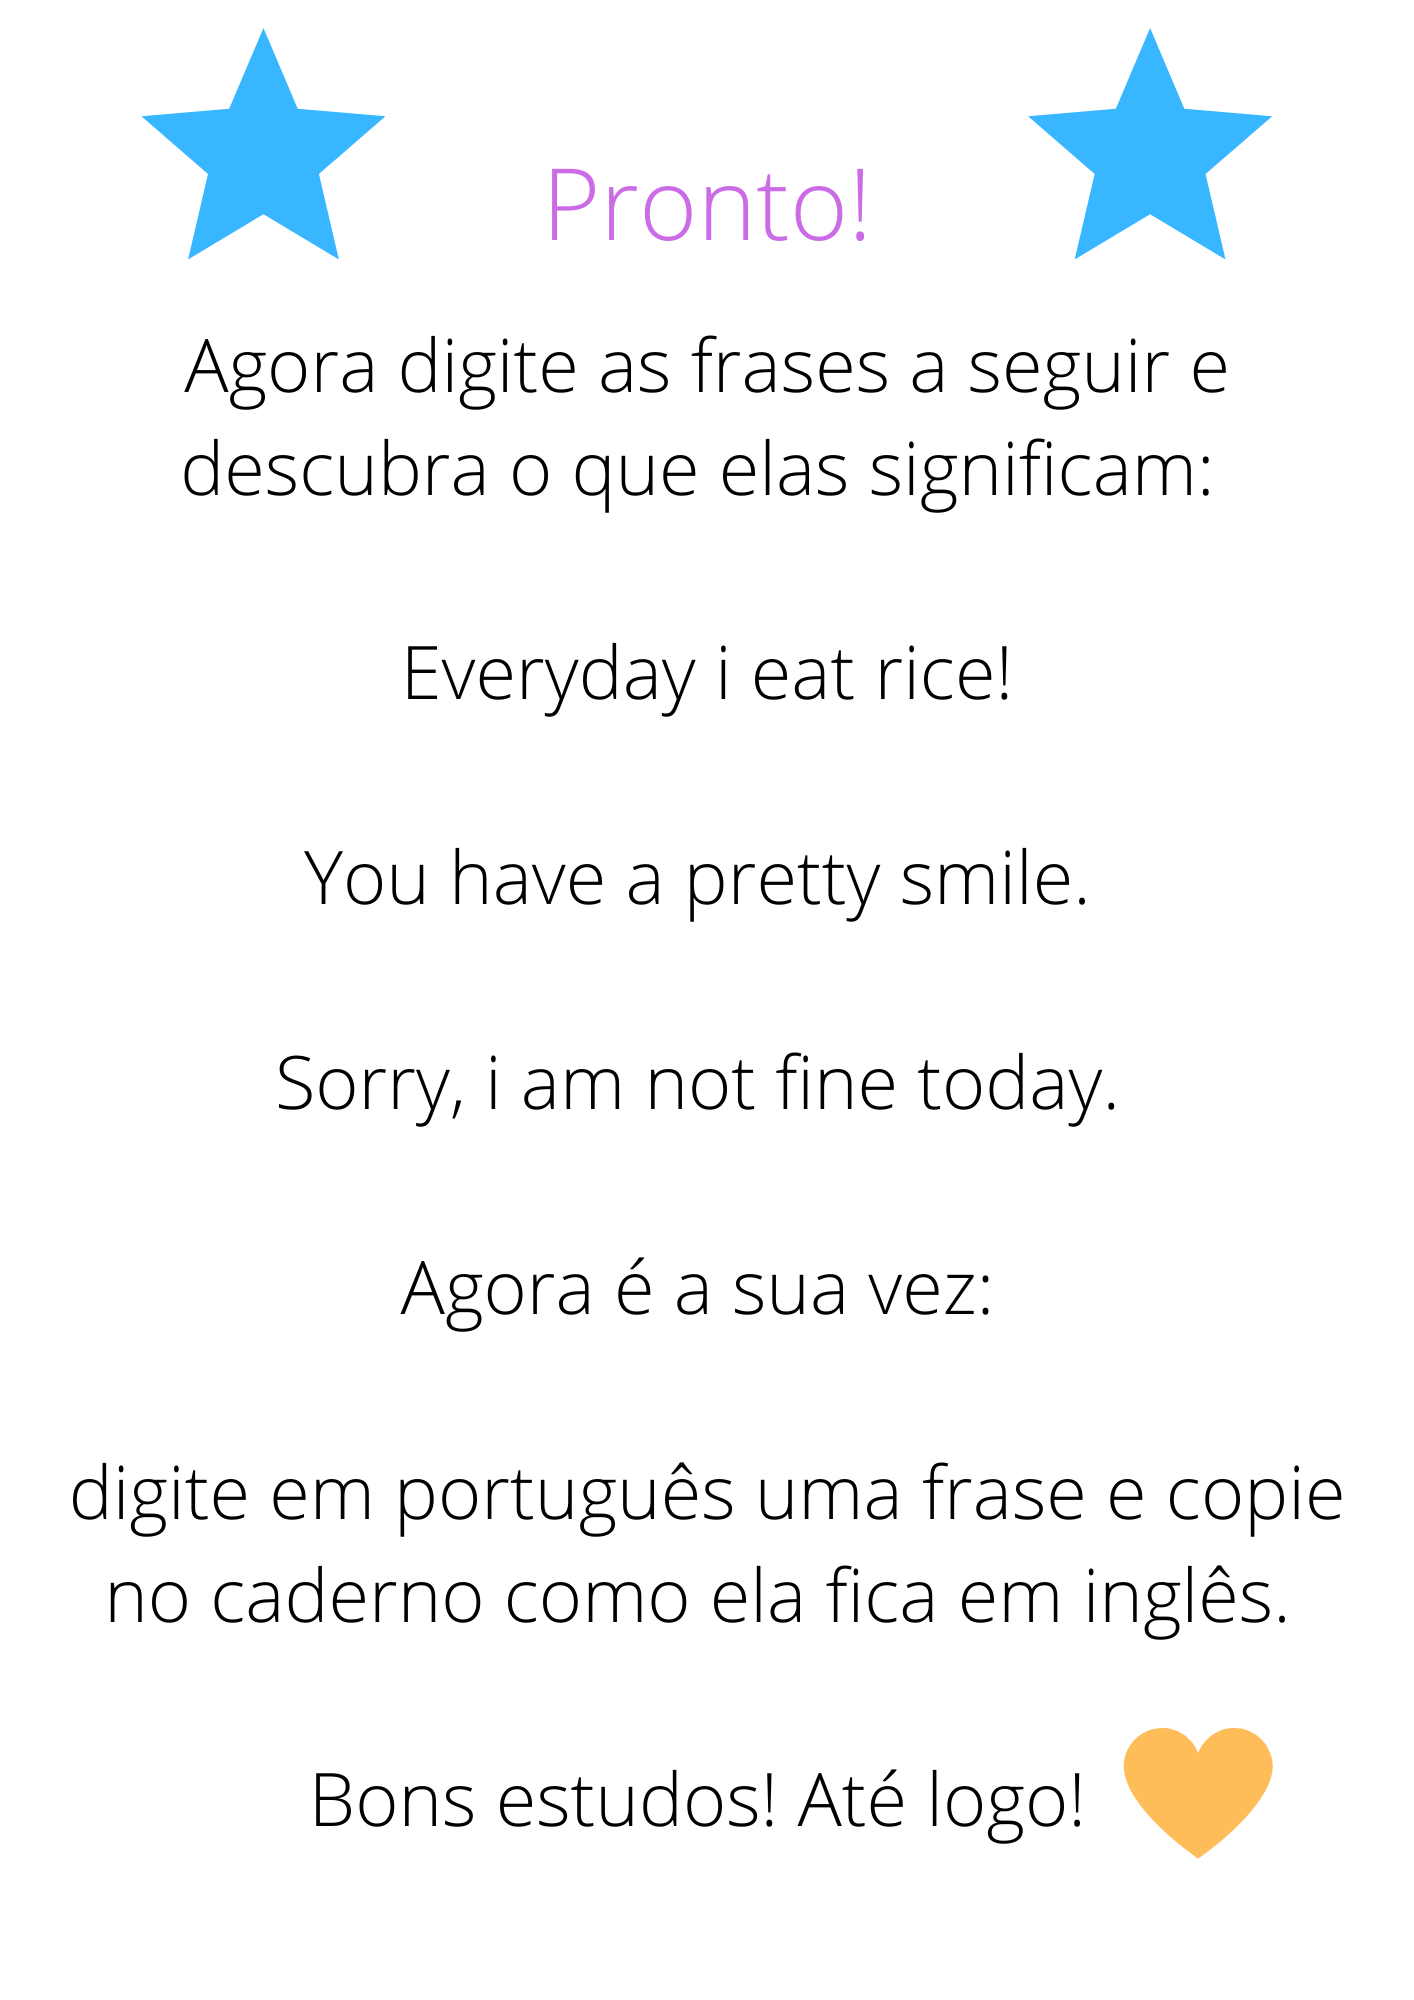 Pronto!
Agora digite as frases a seguir e
descubra o que elas significam:
Everyday i eat rice!
You have a pretty smile.
Sorry, i am not fine today.
Agora é a sua vez:
digite em português uma frase e copie
no caderno como ela fica em inglês.
Bons estudos! Até logo!